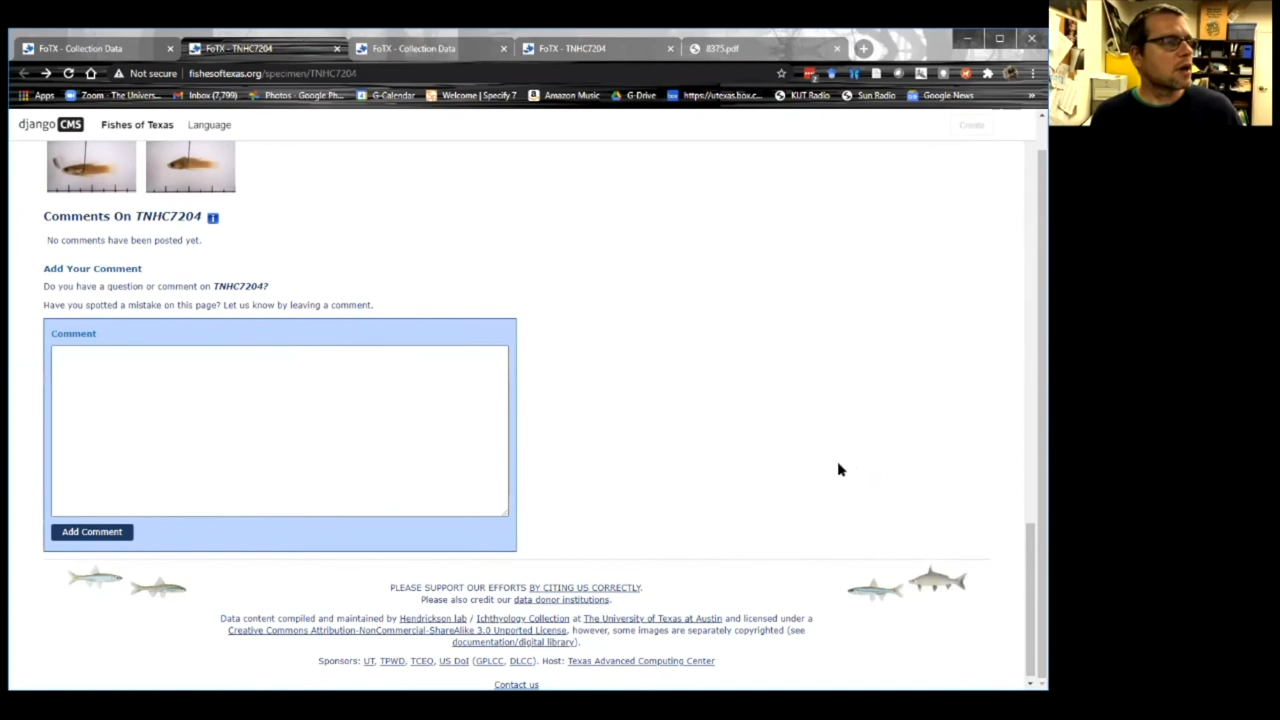 FoTX - Collection Data
FoTX - TNHC7204
FoTX - Collection Data
FoTX - TNHC7204
8375.pdf
Not secure
fishesoftexas.org/specimen/TNHC7204
Apps
Zoom - The Univers...
Inbox (7,799)
Photos - Google Ph...
G-Calendar
Welcome | Specify 7
Amazon Music
G-Drive
https://utexas.box.c...
KUT Radio
Sun Radio
Google News
»
django CMS
Fishes of Texas
Language
Create
Comments On TNHC7204
No comments have been posted yet.
Add Your Comment
Do you have a question or comment on TNHC7204?
Have you spotted a mistake on this page? Let us know by leaving a comment.
Comment
Add Comment
PLEASE SUPPORT OUR EFFORTS BY CITING US CORRECTLY.
Please also credit our data donor institutions.
Data content compiled and maintained by Hendrickson lab / Ichthyology Collection at The University of Texas at Austin and licensed under a
Creative Commons Attribution-NonCommercial-ShareAlike 3.0 Unported License, however, some images are separately copyrighted (see
documentation/digital library).
Sponsors: UT, TPWD, TCEQ, US DoI (GPLCC, DLCC). Host: Texas Advanced Computing Center
Contact us